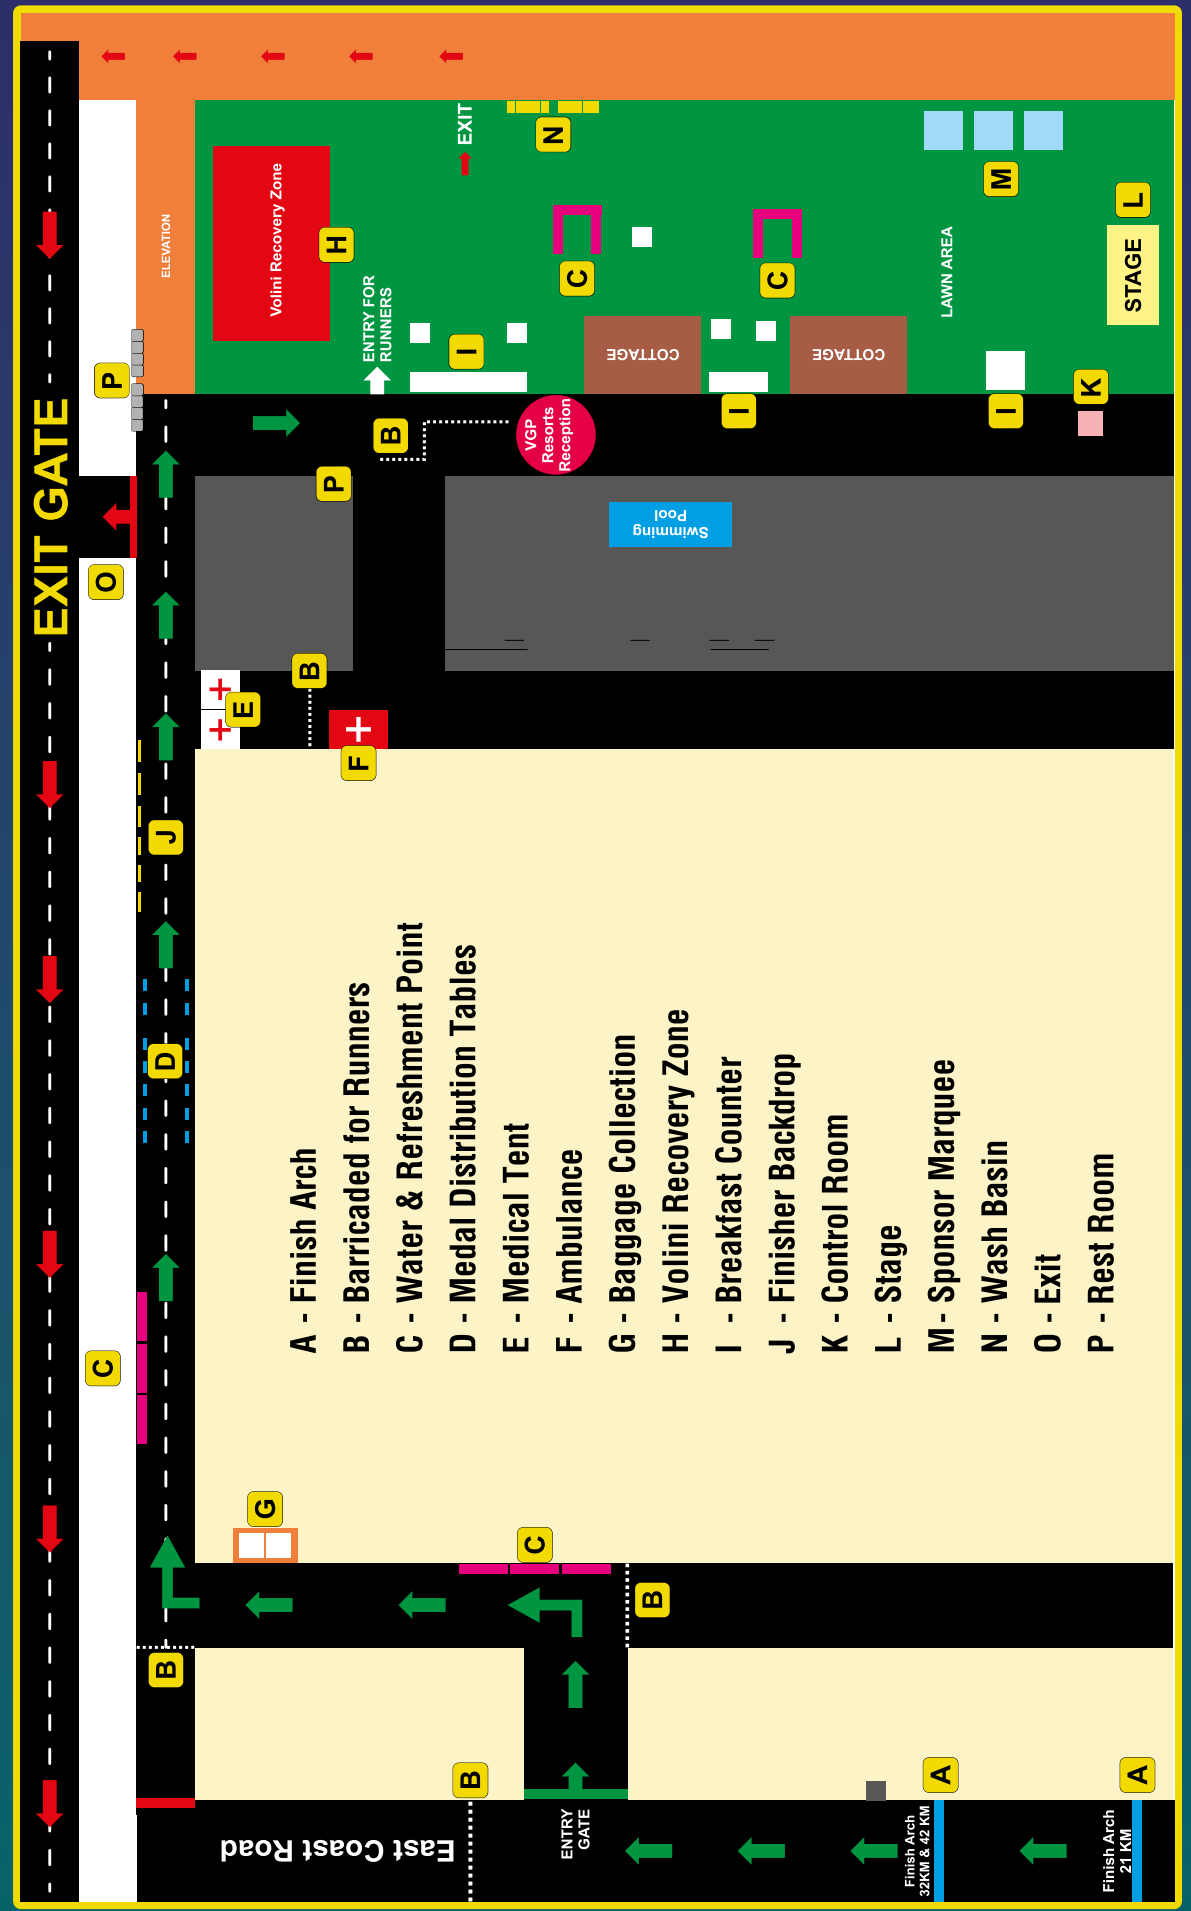 EXIT GATE
ELEVATION
Volini Recovery Zone
H
P
O
P
ENTRY FOR
RUNNERS
EXIT
N
C
C
I
I
I
COTTAGE
COTTAGE
LAWN AREA
M
L
STAGE
K
B
VGP
Resorts
Reception
Swimming
Pool
B
E
F
J
D
C
A - Finish Arch
B - Barricaded for Runners
C - Water & Refreshment Point
D - Medal Distribution Tables
E - Medical Tent
F - Ambulance
G - Baggage Collection
H - Volini Recovery Zone
I - Breakfast Counter
J - Finisher Backdrop
K - Control Room
L - Stage
M - Sponsor Marquee
N - Wash Basin
O - Exit
P - Rest Room
G
C
B
B
B
A
A
East Coast Road
ENTRY
GATE
Finish Arch
32KM & 42 KM
Finish Arch
21 KM